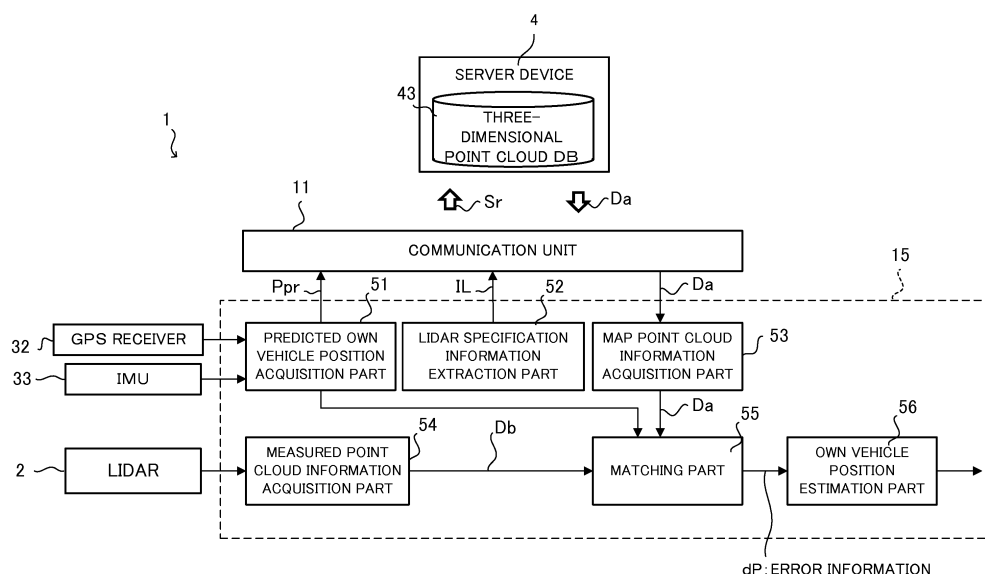 4
SERVER DEVICE
43
THREE-
DIMENSIONAL
POINT CLOUD DB
1
Sr
Da
11
COMMUNICATION UNIT
15
Ppr
51
IL
52
Da
GPS RECEIVER
32
PREDICTED OWN
VEHICLE POSITION
ACQUISITION PART
LIDAR SPECIFICATION
INFORMATION
EXTRACTION PART
MAP POINT CLOUD
INFORMATION
ACQUISITION PART
53
33
IMU
Da
54
Db
55
56
2
LIDAR
MEASURED POINT
CLOUD INFORMATION
ACQUISITION PART
MATCHING PART
OWN VEHICLE
POSITION
ESTIMATION PART
dP:ERROR INFORMATION